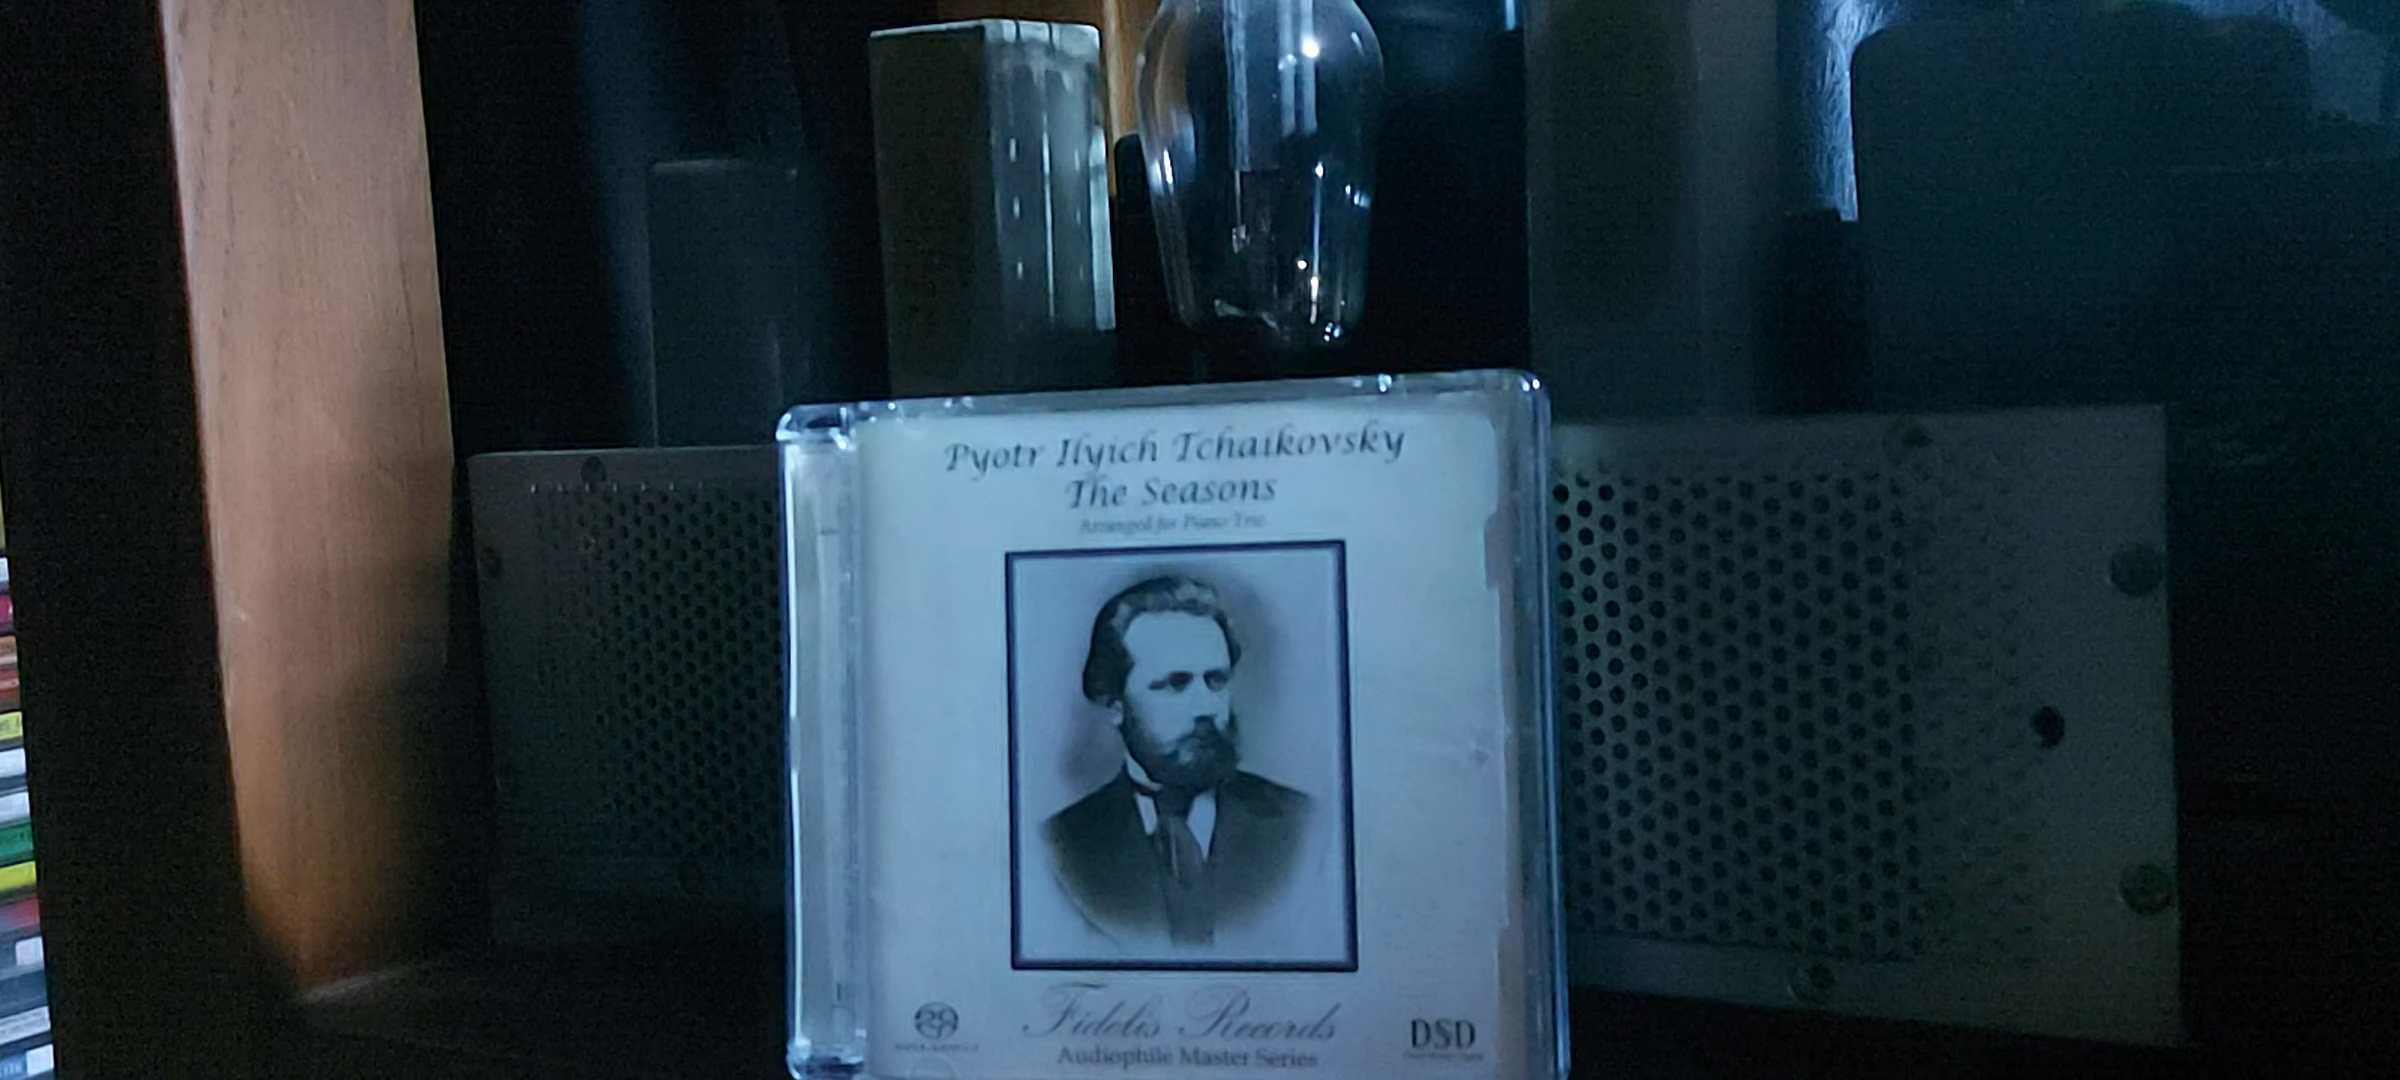 Pyotr Ilyich Tchaikovsky
The Seasons
Arranged for Piano Trio
Fidelis Records
Audiophile Master Series
DSD